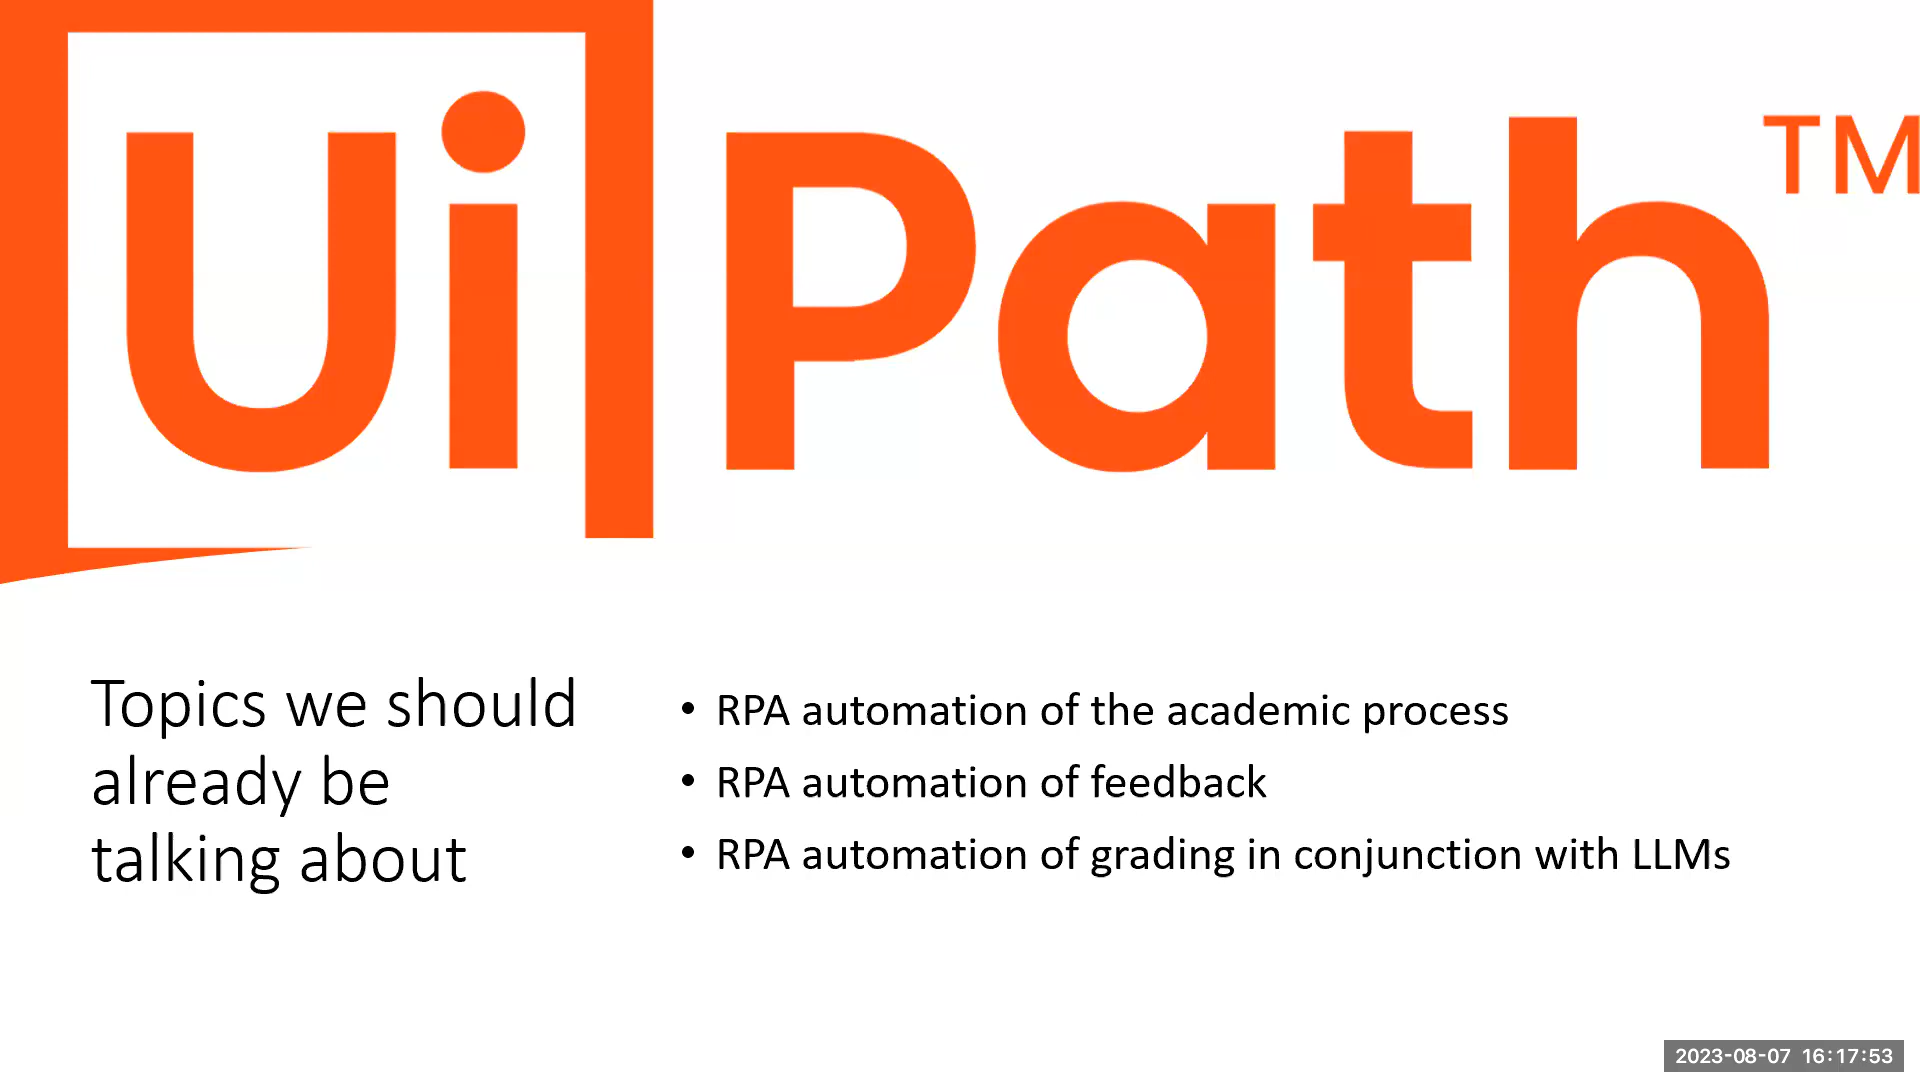 UiPath™
Topics we should
already be
talking about
• RPA automation of the academic process
• RPA automation of feedback
• RPA automation of grading in conjunction with LLMs
2023-08-07 16:17:53